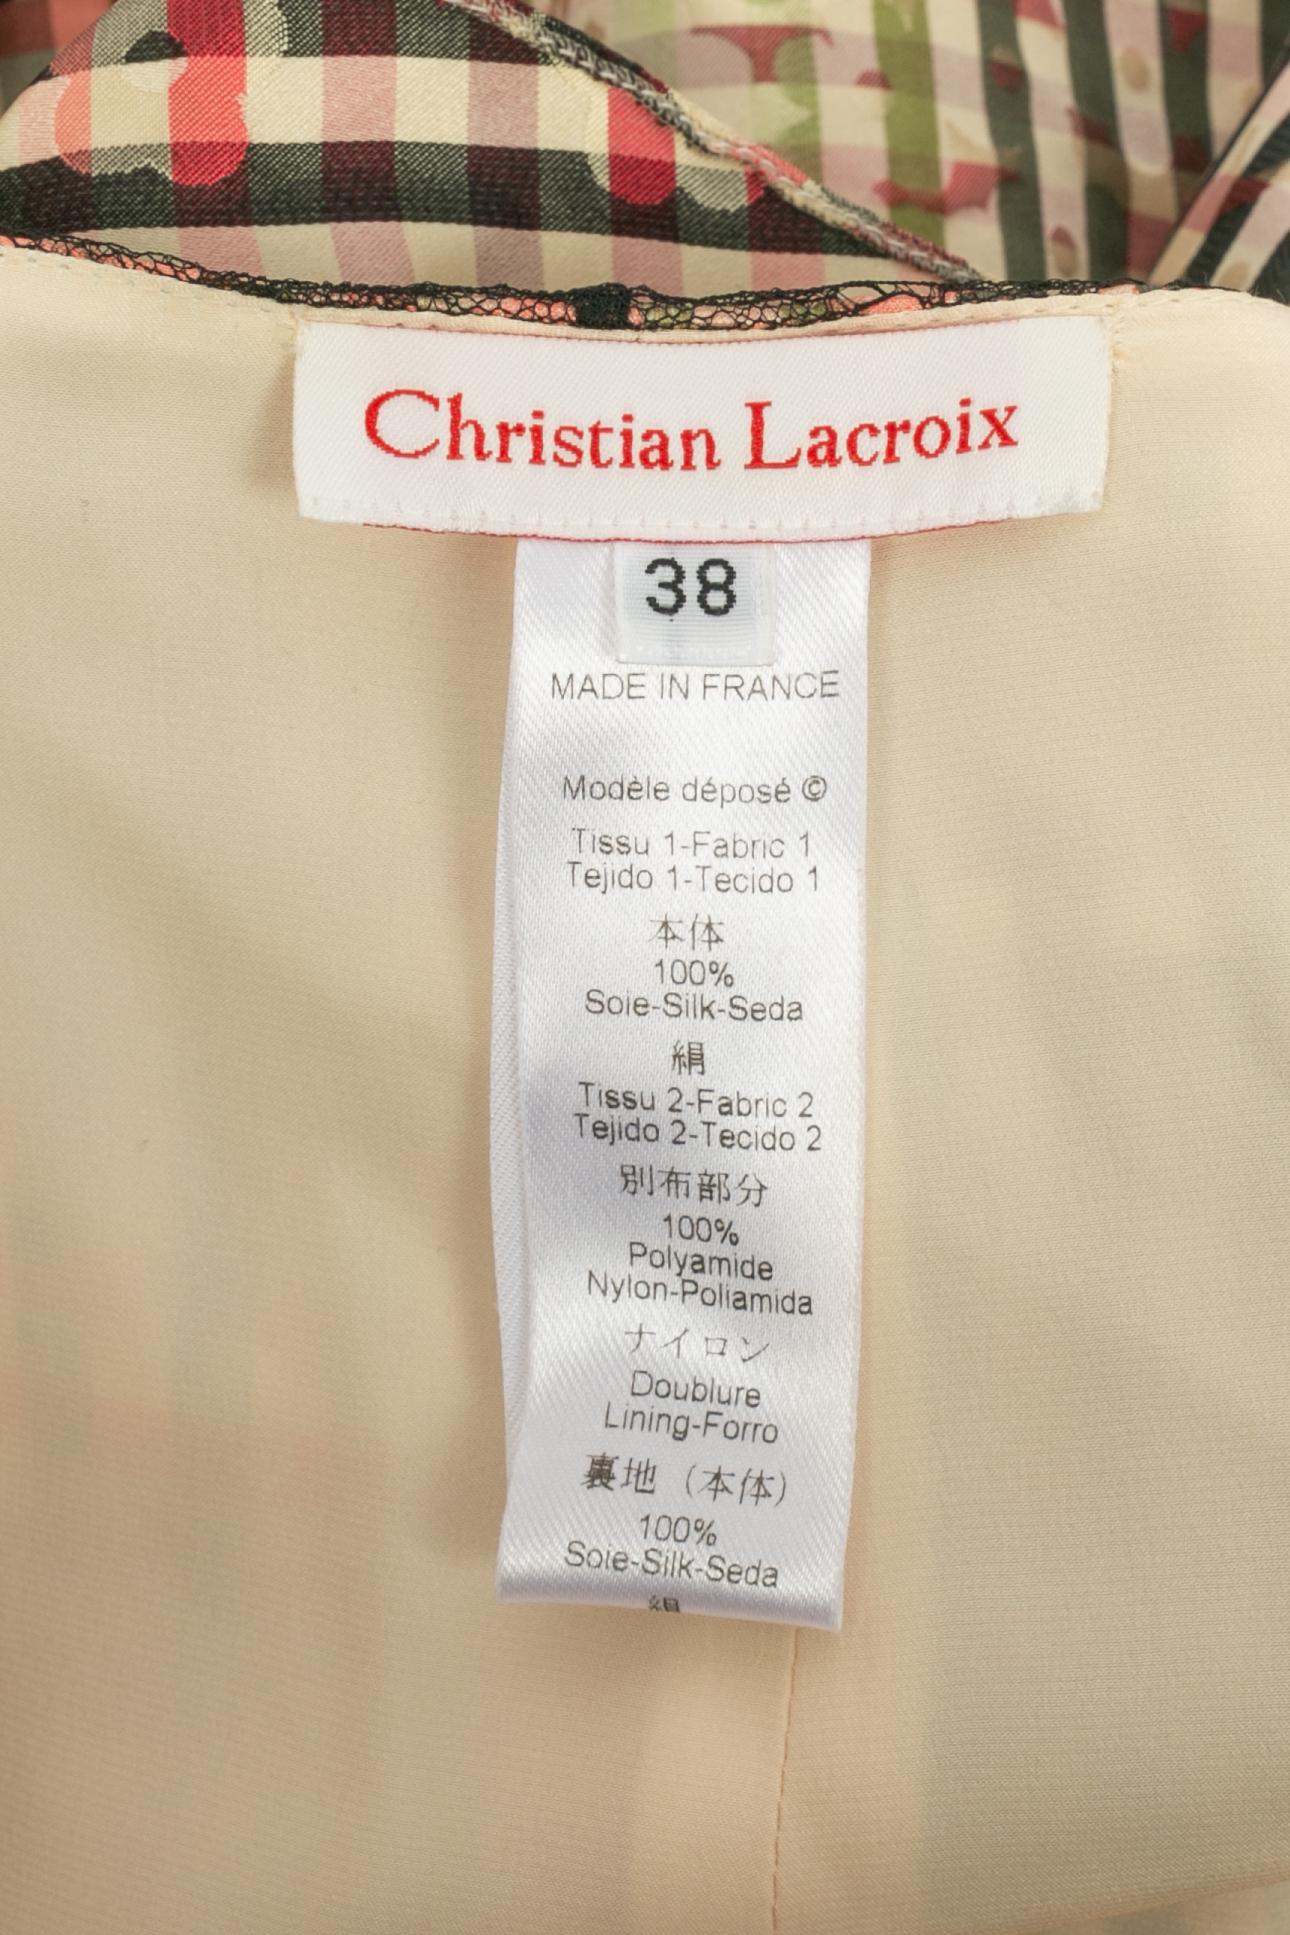 Christian Lacroix
38
MADE IN FRANCE
Modèle déposé ©
Tissu 1-Fabric 1
Tejido 1-Tecido 1
本体
100%
Soie-Silk-Seda
絹
Tissu 2-Fabric 2
Tejido 2-Tecido 2
別布部分
100%
Polyamide
Nylon-Poliamida
ナイロン
Doublure
Lining-Forro
裏地（本体）
100%
Soie-Silk-Seda
絹